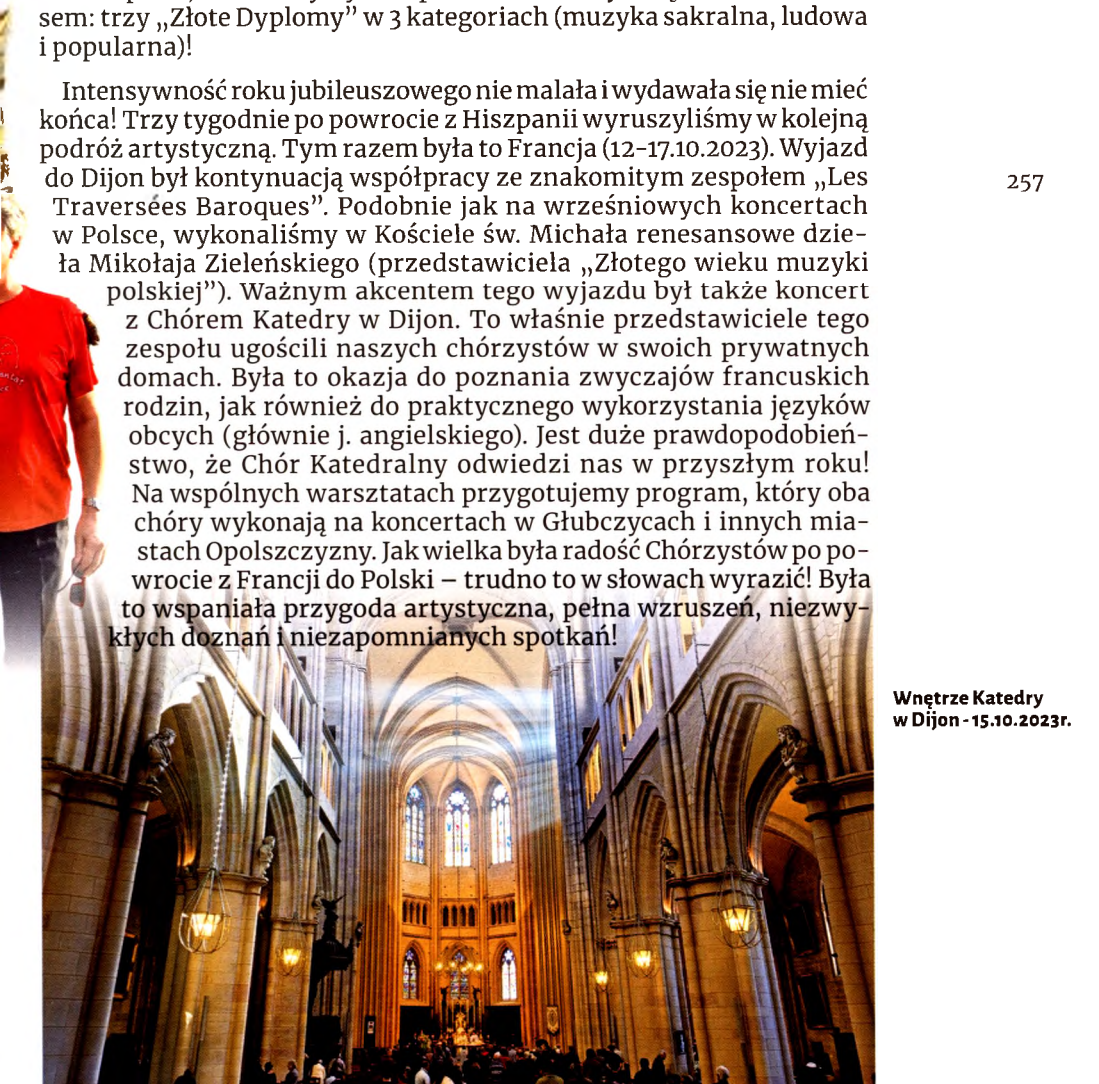 sem: trzy „Złote Dyplomy” w 3 kategoriach (muzyka sakralna, ludowa
i popularna)!
Intensywność roku jubileuszowego nie malała i wydawała się nie mieć
końca! Trzy tygodnie po powrocie z Hiszpanii wyruszyliśmy w kolejną
podróż artystyczną. Tym razem była to Francja (12-17.10.2023). Wyjazd
do Dijon był kontynuacją współpracy ze znakomitym zespołem „Les
Traversées Baroques”. Podobnie jak na wrześniowych koncertach
w Polsce, wykonaliśmy w Kościele św. Michała renesansowe dzie-
ła Mikołaja Zieleńskiego (przedstawiciela „Złotego wieku muzyki
polskiej”). Ważnym akcentem tego wyjazdu był także koncert
z Chórem Katedry w Dijon. To właśnie przedstawiciele tego
zespołu ugościli naszych chórzystów w swoich prywatnych
domach. Była to okazja do poznania zwyczajów francuskich
rodzin, jak również do praktycznego wykorzystania języków
obcych (głównie j. angielskiego). Jest duże prawdopodobień-
stwo, że Chór Katedralny odwiedzi nas w przyszłym roku!
Na wspólnych warsztatach przygotujemy program, który oba
chóry wykonają na koncertach w Głubczycach i innych mia-
stach Opolszczyzny. Jak wielka była radość Chórzystów po po-
wrocie z Francji do Polski – trudno to w słowach wyrazić! Była
to wspaniała przygoda artystyczna, pełna wzruszeń, niezwy-
kłych doznań i niezapomnianych spotkań!
257
Wnętrze Katedry
w Dijon - 15.10.2023r.